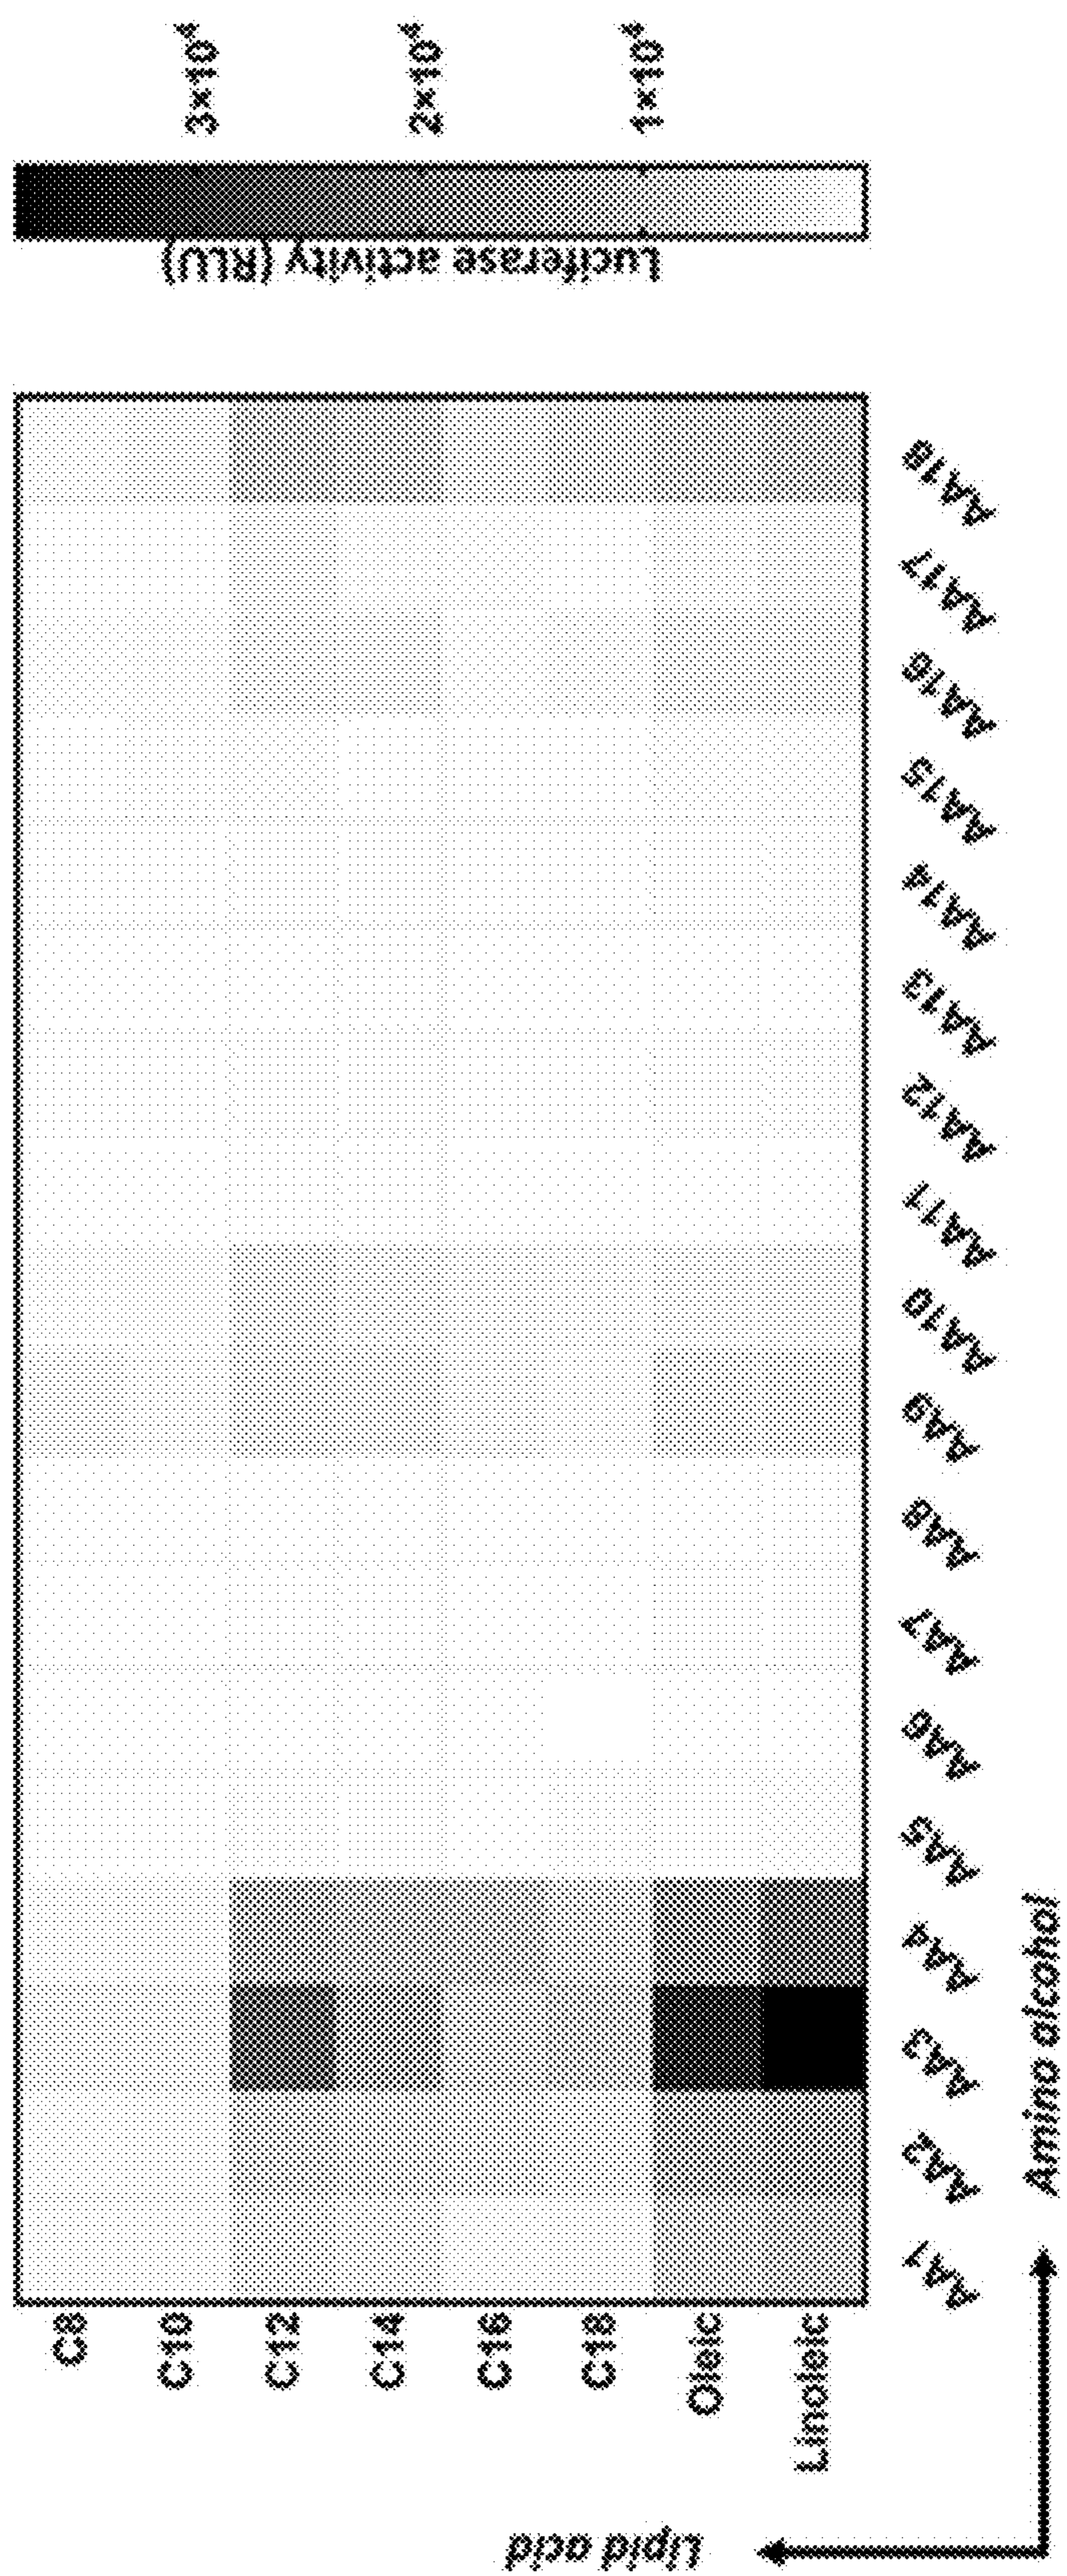 C8
C10
C12
C14
C16
C18
Oleic
Linoleic
Lipid acid
AA1
AA2
AA3
AA4
AA5
AA6
AA7
AA8
AA9
AA10
AA11
AA12
AA13
AA14
AA15
AA16
AA17
AA18
Amino alcohol
Luciferase activity (RLU)
3×10⁴
2×10⁴
1×10⁴